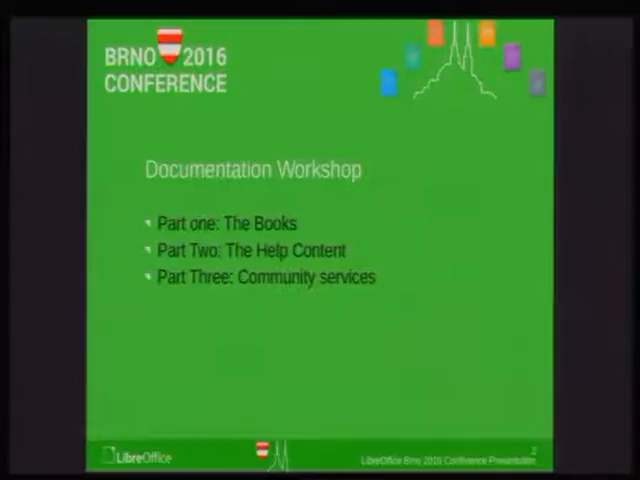 BRNO 2016
CONFERENCE
Documentation Workshop
Part one: The Books
Part Two: The Help Content
Part Three: Community services
LibreOffice
LibreOffice Brno 2016 Conference Presentation